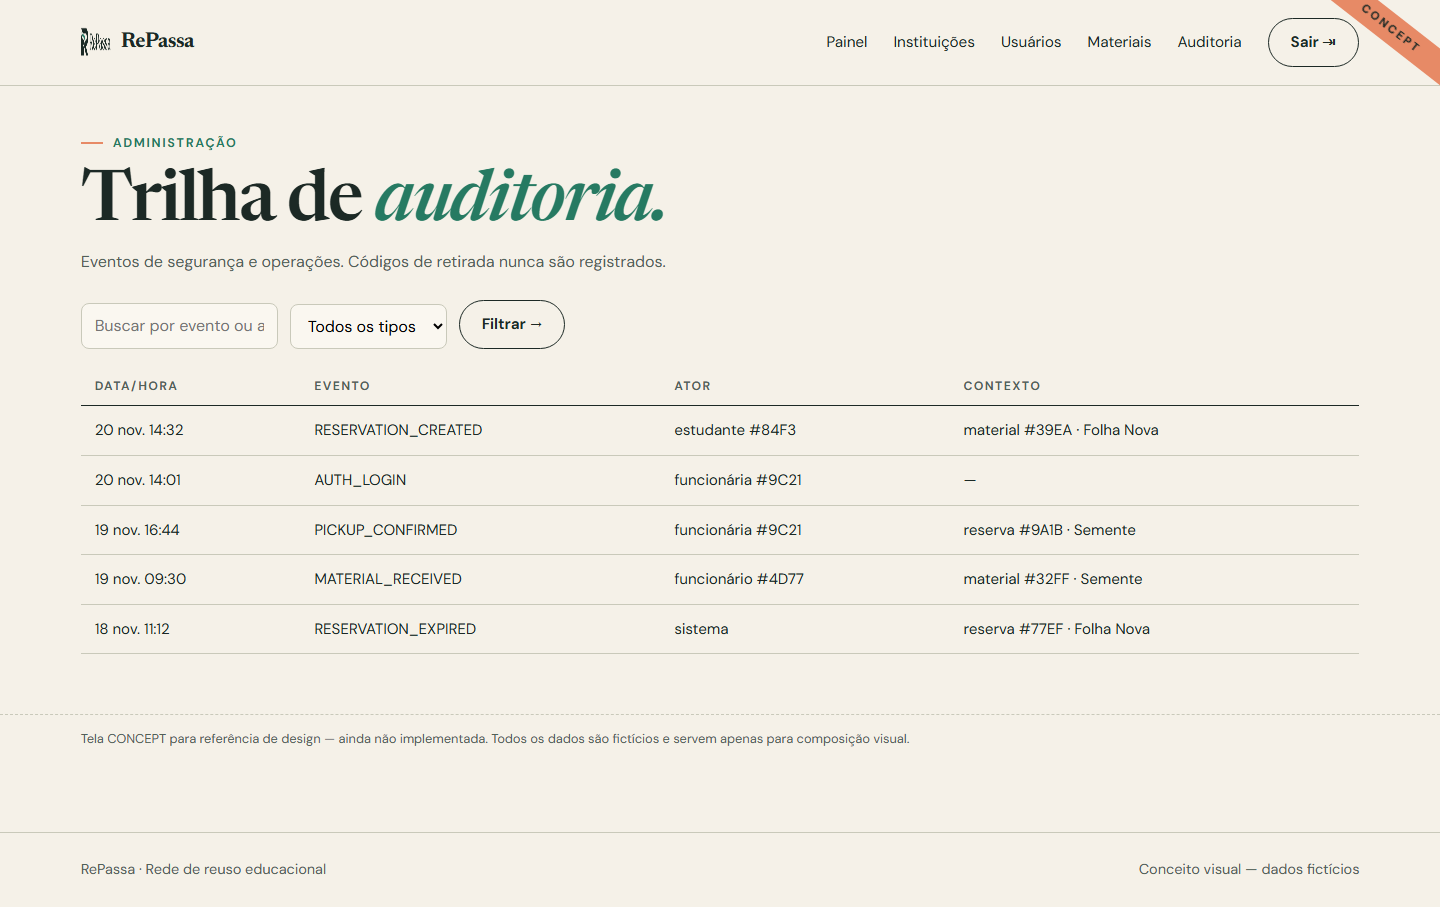 RePassa RePassa
Painel Instituições Usuários Materiais Auditoria Sair ⇥
CONCEPT
ADMINISTRAÇÃO
Trilha de auditoria.
Eventos de segurança e operações. Códigos de retirada nunca são registrados.
Buscar por evento ou a Todos os tipos Filtrar →
DATA/HORA EVENTO ATOR CONTEXTO
20 nov. 14:32 RESERVATION_CREATED estudante #84F3 material #39EA · Folha Nova
20 nov. 14:01 AUTH_LOGIN funcionária #9C21 —
19 nov. 16:44 PICKUP_CONFIRMED funcionária #9C21 reserva #9A1B · Semente
19 nov. 09:30 MATERIAL_RECEIVED funcionário #4D77 material #32FF · Semente
18 nov. 11:12 RESERVATION_EXPIRED sistema reserva #77EF · Folha Nova
Tela CONCEPT para referência de design — ainda não implementada. Todos os dados são fictícios e servem apenas para composição visual.
RePassa · Rede de reuso educacional Conceito visual — dados fictícios